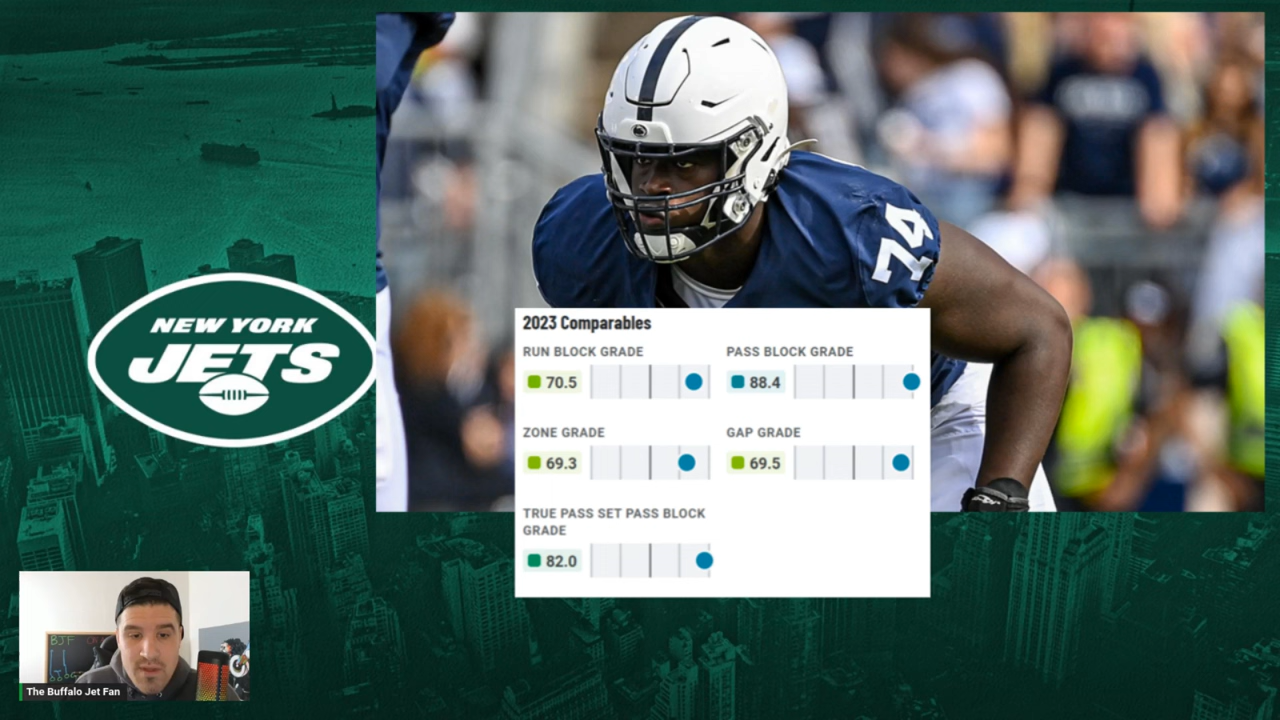 74
NEW YORK
JETS
2023 Comparables
RUN BLOCK GRADE
70.5
PASS BLOCK GRADE
88.4
ZONE GRADE
69.3
GAP GRADE
69.5
TRUE PASS SET PASS BLOCK
GRADE
82.0
BJF
The Buffalo Jet Fan